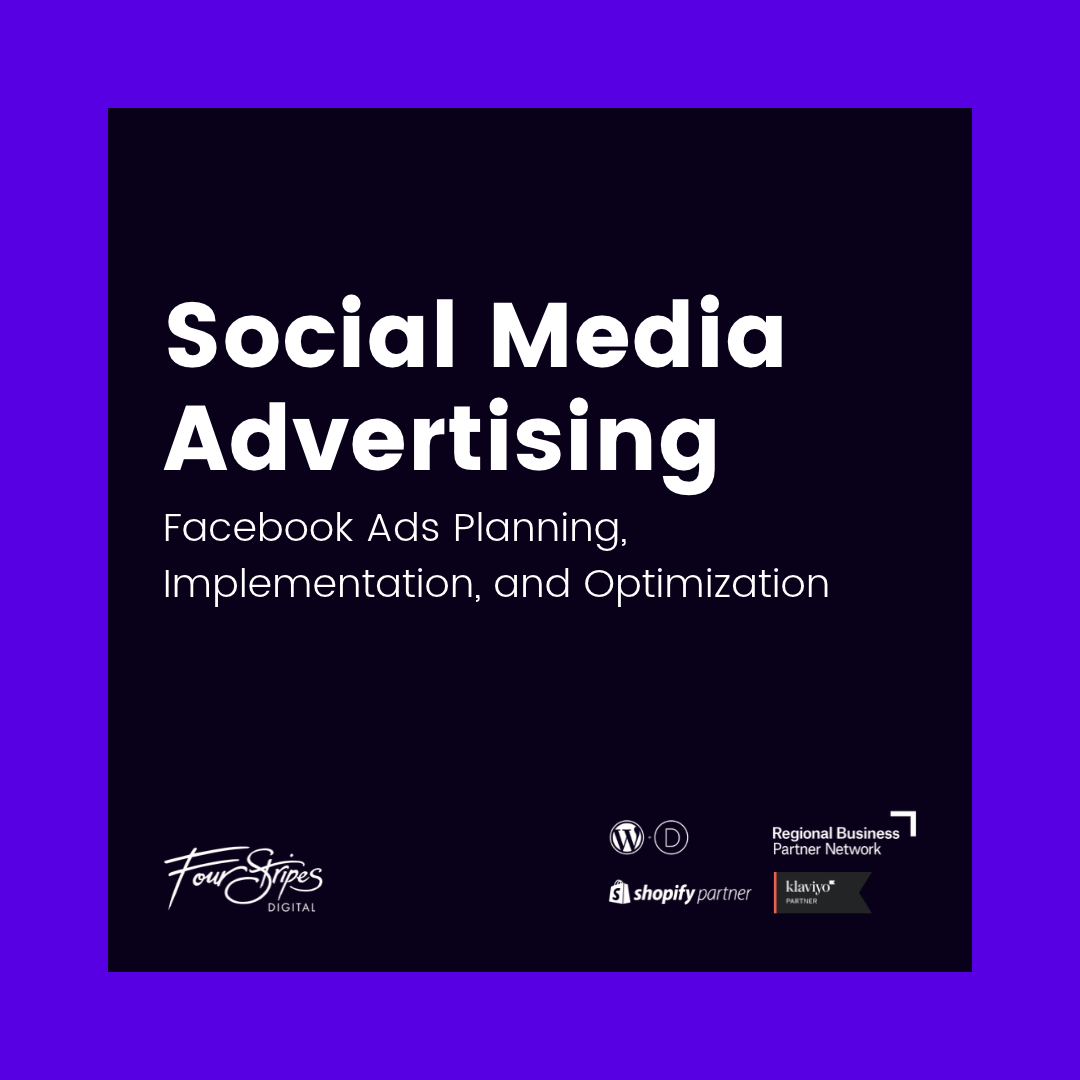 Social Media
Advertising
Facebook Ads Planning,
Implementation, and Optimization
Four Stripes
DIGITAL
W · D
shopify partner
Regional Business
Partner Network
klaviyo
PARTNER